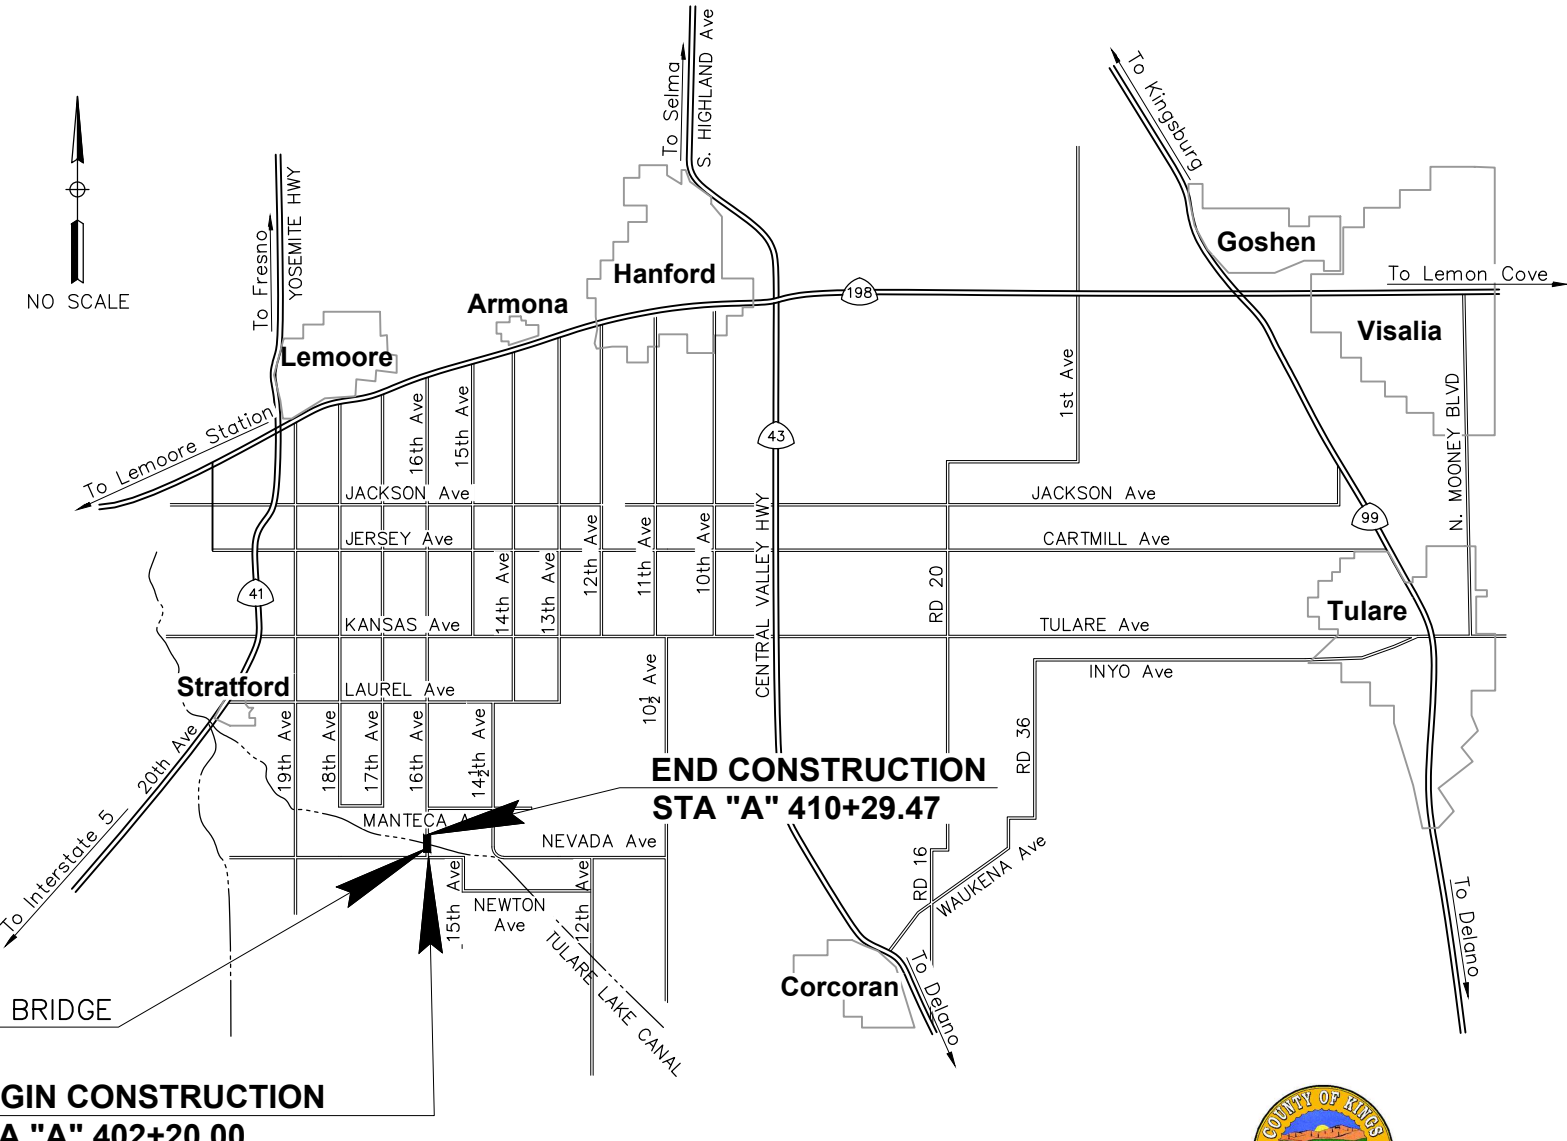 To Selma
S. HIGHLAND Ave
To Kingsburg
NO SCALE
To Fresno
YOSEMITE HWY
Lemoore
Armona
Hanford
198
Goshen
To Lemon Cove
Visalia
To Lemoore Station
16th Ave
15th Ave
43
1st Ave
N. MOONEY BLVD
99
JACKSON Ave
JACKSON Ave
JERSEY Ave
CARTMILL Ave
41
14th Ave
13th Ave
12th Ave
11th Ave
10th Ave
CENTRAL VALLEY HWY
RD 20
Tulare
KANSAS Ave
TULARE Ave
INYO Ave
Stratford
LAUREL Ave
10½ Ave
20th Ave
19th Ave
18th Ave
17th Ave
16th Ave
14½th Ave
RD 36
END CONSTRUCTION
STA "A" 410+29.47
To Interstate 5
MANTECA A
NEVADA Ave
RD 16
WAUKENA Ave
15th Ave
NEWTON
Ave
12th Ave
TULARE LAKE CANAL
Corcoran
To Delano
To Delano
BRIDGE
GIN CONSTRUCTION
A "A" 402+20.00
COUNTY OF KINGS